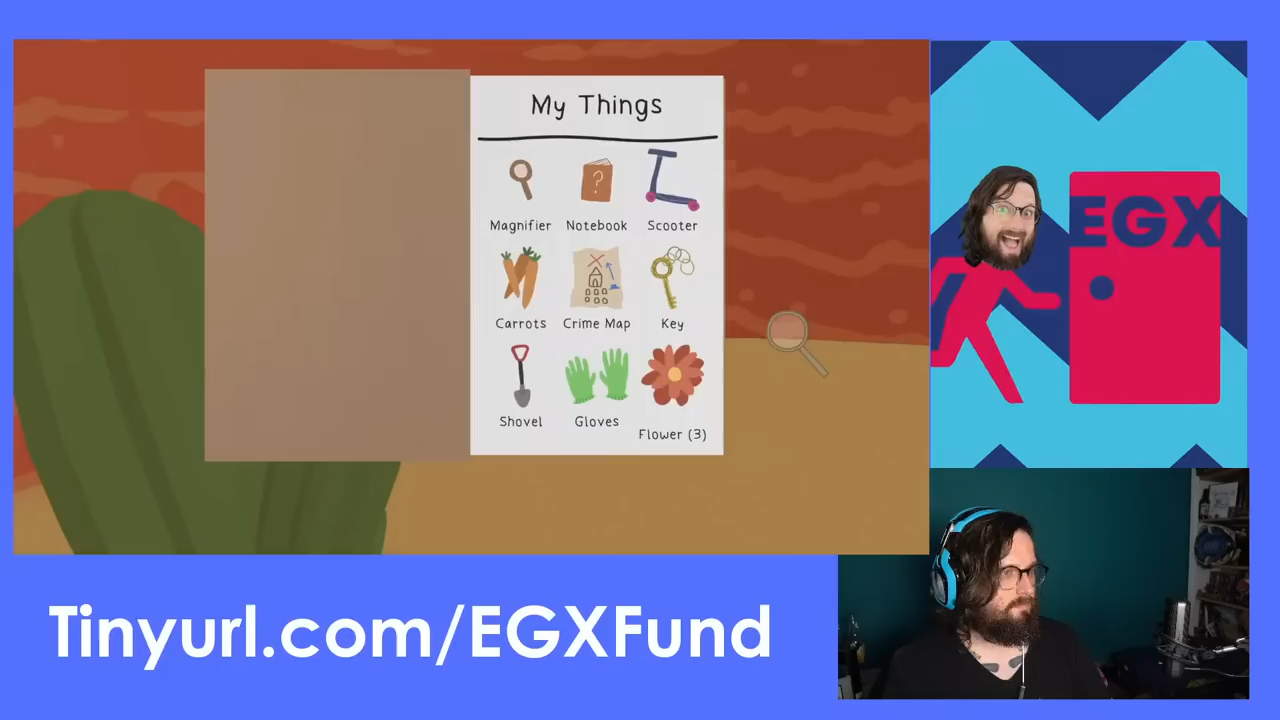 My Things
Magnifier Notebook Scooter
Carrots Crime Map Key
Shovel Gloves Flower (3)
?
EGX
Tinyurl.com/EGXFund